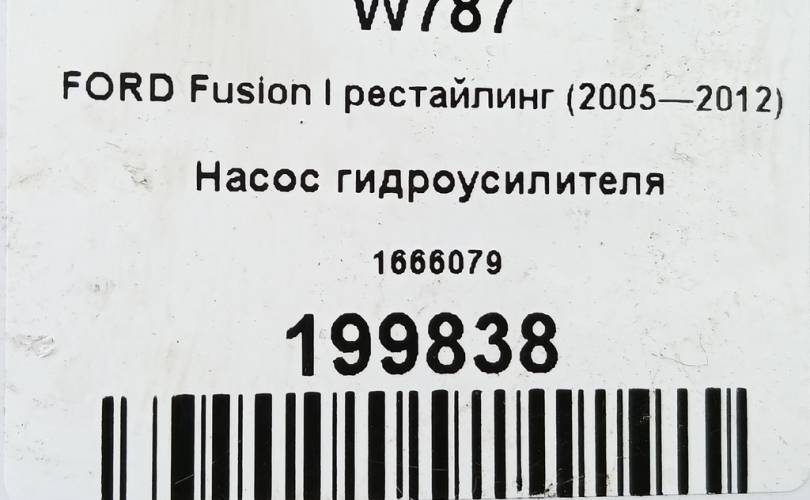 W787
FORD Fusion I рестайлинг (2005—2012)
Насос гидроусилителя
1666079
199838